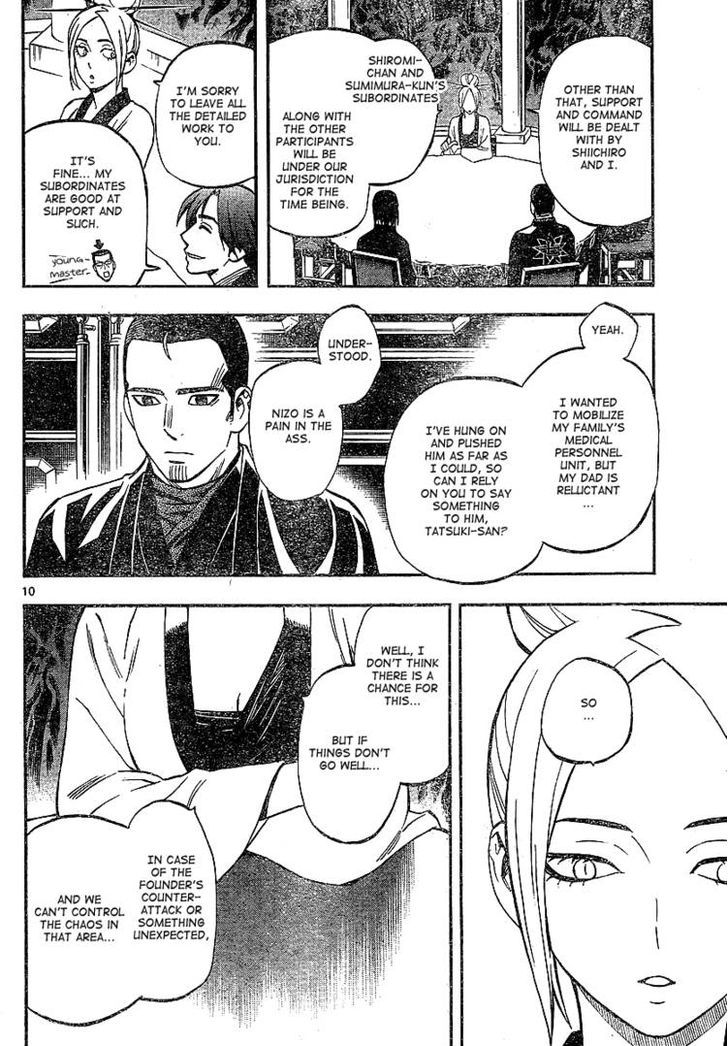 OTHER THAN
THAT, SUPPORT
AND COMMAND
WILL BE DEALT
WITH BY
SHIICHIRO
AND I.
SHIROMI-
CHAN AND
SUMIMURA-KUN'S
SUBORDINATES
ALONG WITH
THE OTHER
PARTICIPANTS
WILL BE
UNDER OUR
JURISDICTION
FOR THE
TIME BEING.
I'M SORRY
TO LEAVE ALL
THE DETAILED
WORK TO
YOU.
IT'S
FINE... MY
SUBORDINATES
ARE GOOD AT
SUPPORT AND
SUCH.
young-
master-
YEAH.
I WANTED
TO MOBILIZE
MY FAMILY'S
MEDICAL
PERSONNEL
UNIT, BUT
MY DAD IS
RELUCTANT
...
I'VE HUNG ON
AND PUSHED
HIM AS FAR AS
I COULD, SO
CAN I RELY
ON YOU TO SAY
SOMETHING
TO HIM,
TATSUKI-SAN?
UNDER-
STOOD.
NIZO IS A
PAIN IN THE
ASS.
10
SO
...
WELL, I
DON'T THINK
THERE IS A
CHANCE FOR
THIS...
BUT IF
THINGS DON'T
GO WELL...
IN CASE
OF THE
FOUNDER'S
COUNTER-
ATTACK OR
SOMETHING
UNEXPECTED,
AND WE
CAN'T CONTROL
THE CHAOS IN
THAT AREA...